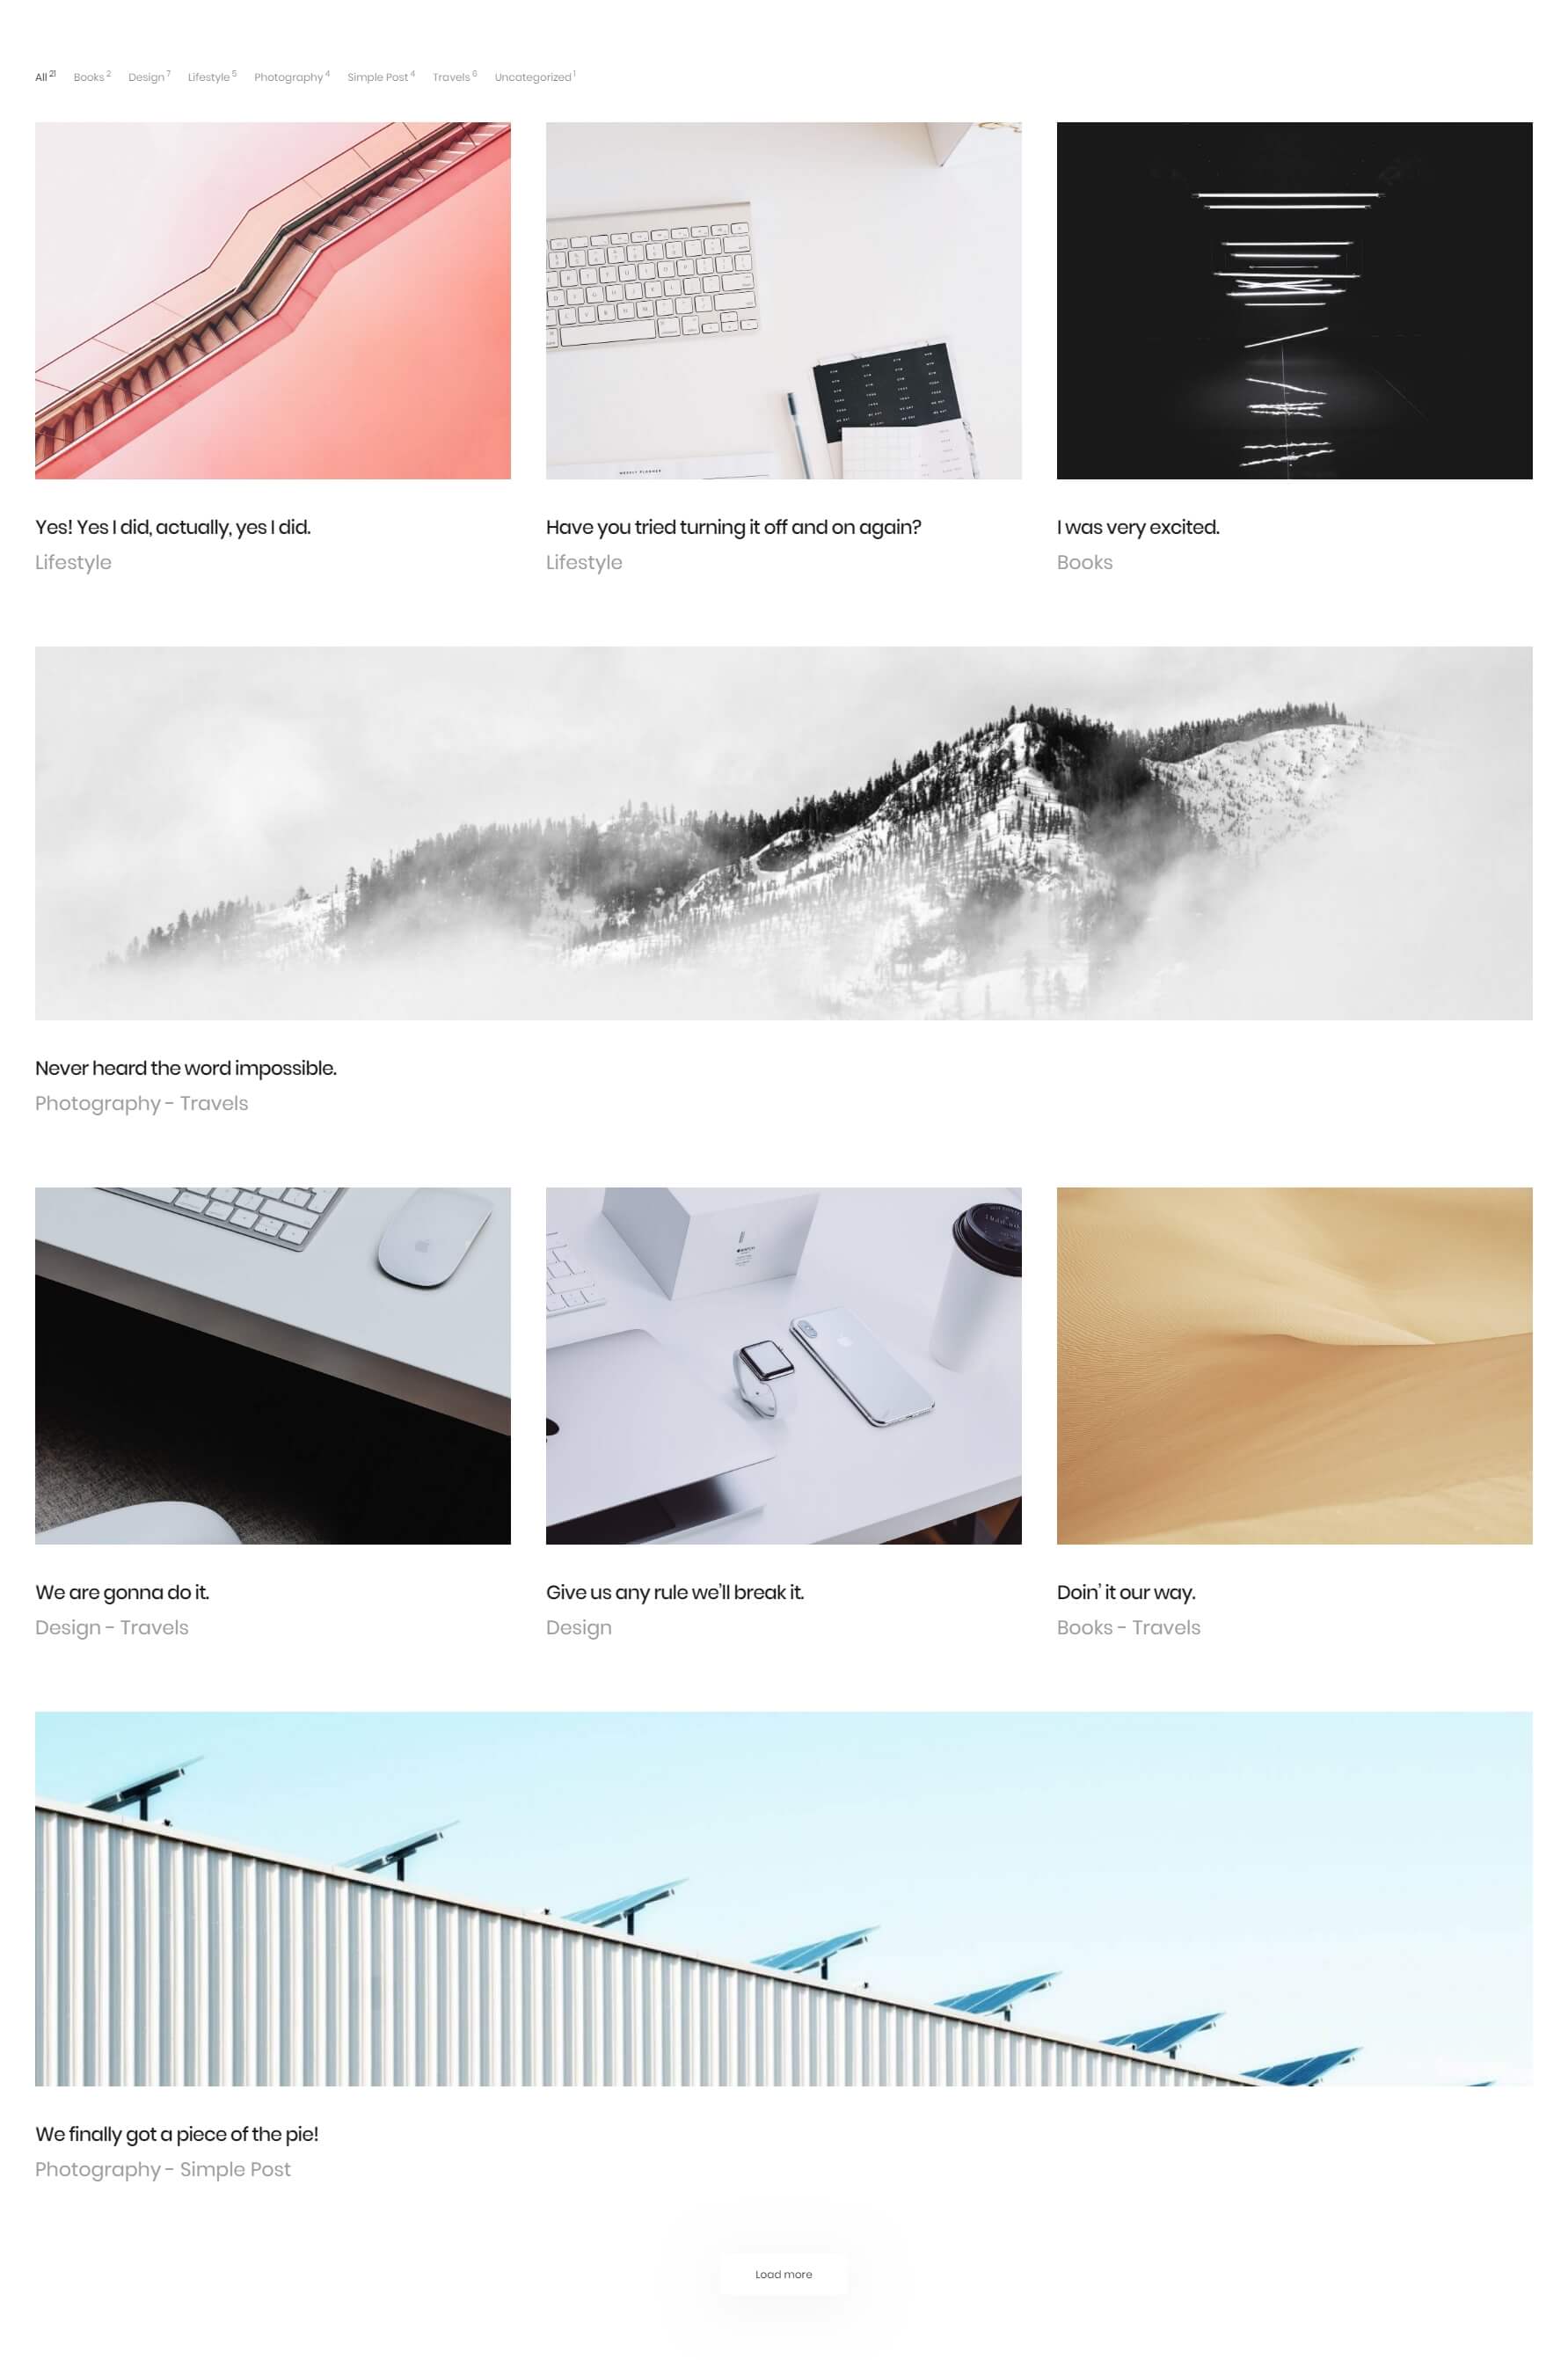 All 21 Books 2 Design 7 Lifestyle 5 Photography 4 Simple Post 4 Travels 6 Uncategorized 1
WEEKLY PLANNER
Yes! Yes I did, actually, yes I did.
Lifestyle
Have you tried turning it off and on again?
Lifestyle
I was very excited.
Books
Never heard the word impossible.
Photography - Travels
We are gonna do it.
Design - Travels
Give us any rule we'll break it.
Design
Doin' it our way.
Books - Travels
We finally got a piece of the pie!
Photography - Simple Post
Load more